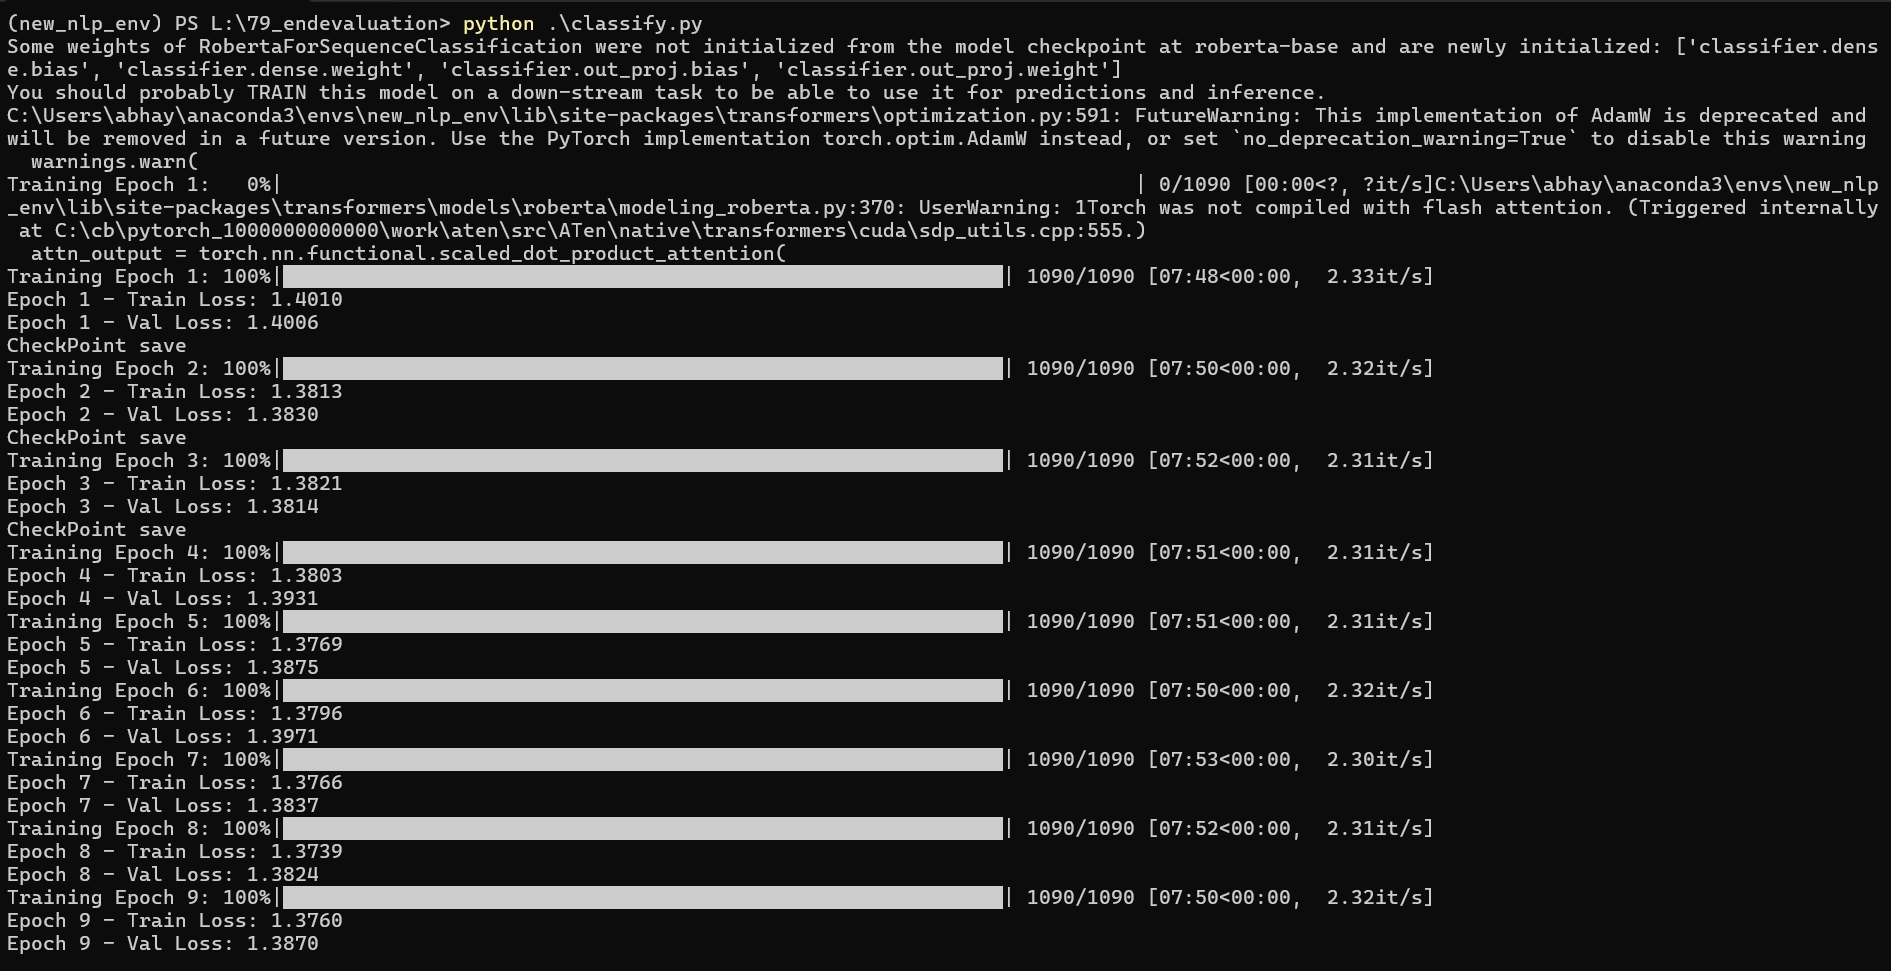 (new_nlp_env) PS L:\79_endevaluation> python .\classify.py
Some weights of RobertaForSequenceClassification were not initialized from the model checkpoint at roberta-base and are newly initialized: ['classifier.dens
e.bias', 'classifier.dense.weight', 'classifier.out_proj.bias', 'classifier.out_proj.weight']
You should probably TRAIN this model on a down-stream task to be able to use it for predictions and inference.
C:\Users\abhay\anaconda3\envs\new_nlp_env\lib\site-packages\transformers\optimization.py:591: FutureWarning: This implementation of AdamW is deprecated and
will be removed in a future version. Use the PyTorch implementation torch.optim.AdamW instead, or set `no_deprecation_warning=True` to disable this warning
  warnings.warn(
Training Epoch 1:   0%|                                                                        | 0/1090 [00:00<?, ?it/s]C:\Users\abhay\anaconda3\envs\new_nlp
_env\lib\site-packages\transformers\models\roberta\modeling_roberta.py:370: UserWarning: 1Torch was not compiled with flash attention. (Triggered internally
 at C:\cb\pytorch_1000000000000\work\aten\src\ATen\native\transformers\cuda\sdp_utils.cpp:555.)
  attn_output = torch.nn.functional.scaled_dot_product_attention(
Training Epoch 1: 100%|| 1090/1090 [07:48<00:00,  2.33it/s]
Epoch 1 - Train Loss: 1.4010
Epoch 1 - Val Loss: 1.4006
CheckPoint save
Training Epoch 2: 100%|| 1090/1090 [07:50<00:00,  2.32it/s]
Epoch 2 - Train Loss: 1.3813
Epoch 2 - Val Loss: 1.3830
CheckPoint save
Training Epoch 3: 100%|| 1090/1090 [07:52<00:00,  2.31it/s]
Epoch 3 - Train Loss: 1.3821
Epoch 3 - Val Loss: 1.3814
CheckPoint save
Training Epoch 4: 100%|| 1090/1090 [07:51<00:00,  2.31it/s]
Epoch 4 - Train Loss: 1.3803
Epoch 4 - Val Loss: 1.3931
Training Epoch 5: 100%|| 1090/1090 [07:51<00:00,  2.31it/s]
Epoch 5 - Train Loss: 1.3769
Epoch 5 - Val Loss: 1.3875
Training Epoch 6: 100%|| 1090/1090 [07:50<00:00,  2.32it/s]
Epoch 6 - Train Loss: 1.3796
Epoch 6 - Val Loss: 1.3971
Training Epoch 7: 100%|| 1090/1090 [07:53<00:00,  2.30it/s]
Epoch 7 - Train Loss: 1.3766
Epoch 7 - Val Loss: 1.3837
Training Epoch 8: 100%|| 1090/1090 [07:52<00:00,  2.31it/s]
Epoch 8 - Train Loss: 1.3739
Epoch 8 - Val Loss: 1.3824
Training Epoch 9: 100%|| 1090/1090 [07:50<00:00,  2.32it/s]
Epoch 9 - Train Loss: 1.3760
Epoch 9 - Val Loss: 1.3870